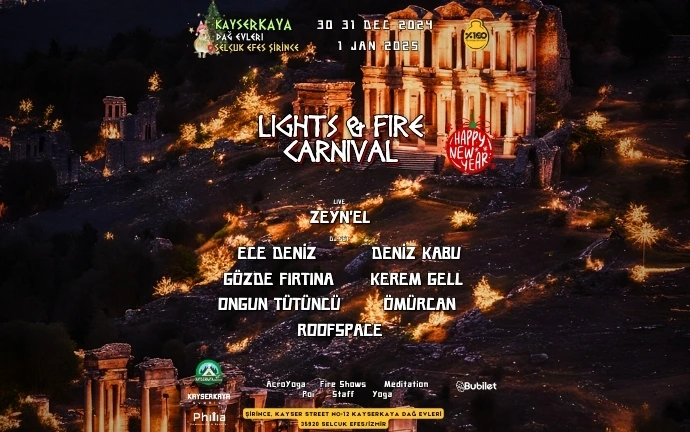 KAYSERKAYA
DAĞ EVLERİ
SELÇUK EFES ŞİRİNCE
30 31 DEC 2024
1 JAN 2025
%160
LIGHTS & FIRE
CARNIVAL
HAPPY
NEW
YEAR
LIVE
ZEYN'EL
DJ SET
ECE DENİZ
DENİZ KABU
GÖZDE FIRTINA
KEREM GELL
ONGUN TÜTÜNCÜ
ÖMÜRCAN
ROOFSPACE
KAYSERKAYA
AcroYoga Fire Shows Meditation
Poi Staff Yoga
Bubilet
Philia
ŞİRİNCE, KAYSER STREET NO:12 KAYSERKAYA DAĞ EVLERİ
35920 SELÇUK EFES/İZMİR